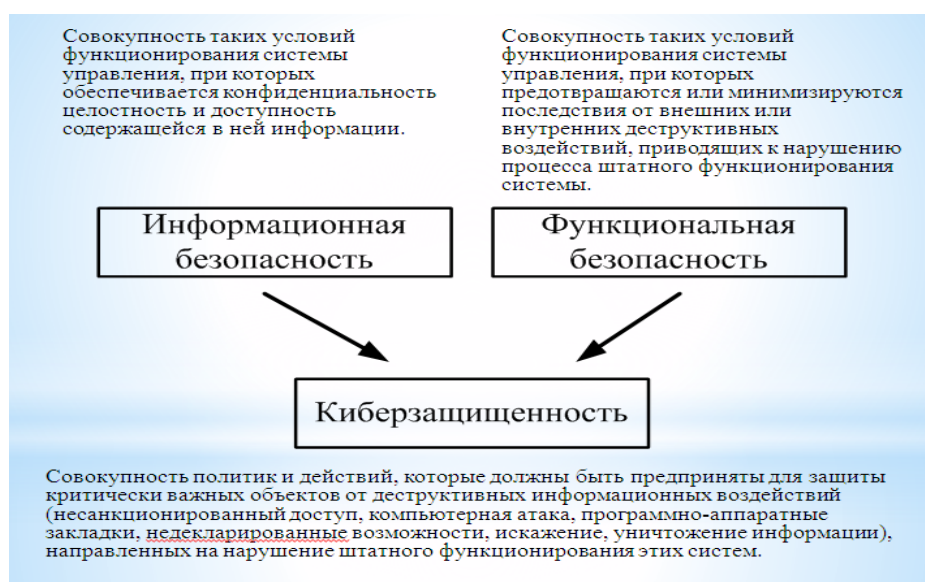 Совокупность таких условий
функционирования системы
управления, при которых
обеспечивается конфиденциальность
целостность и доступность
содержащейся в ней информации.
Совокупность таких условий
функционирования системы
управления, при которых
предотвращаются или минимизируются
последствия от внешних или
внутренних деструктивных
воздействий, приводящих к нарушению
процесса штатного функционирования
системы.
Информационная
безопасность
Функциональная
безопасность
Киберзащищенность
Совокупность политик и действий, которые должны быть предприняты для защиты
критически важных объектов от деструктивных информационных воздействий
(несанкционированный доступ, компьютерная атака, программно-аппаратные
закладки, недекларированные возможности, искажение, уничтожение информации),
направленных на нарушение штатного функционирования этих систем.